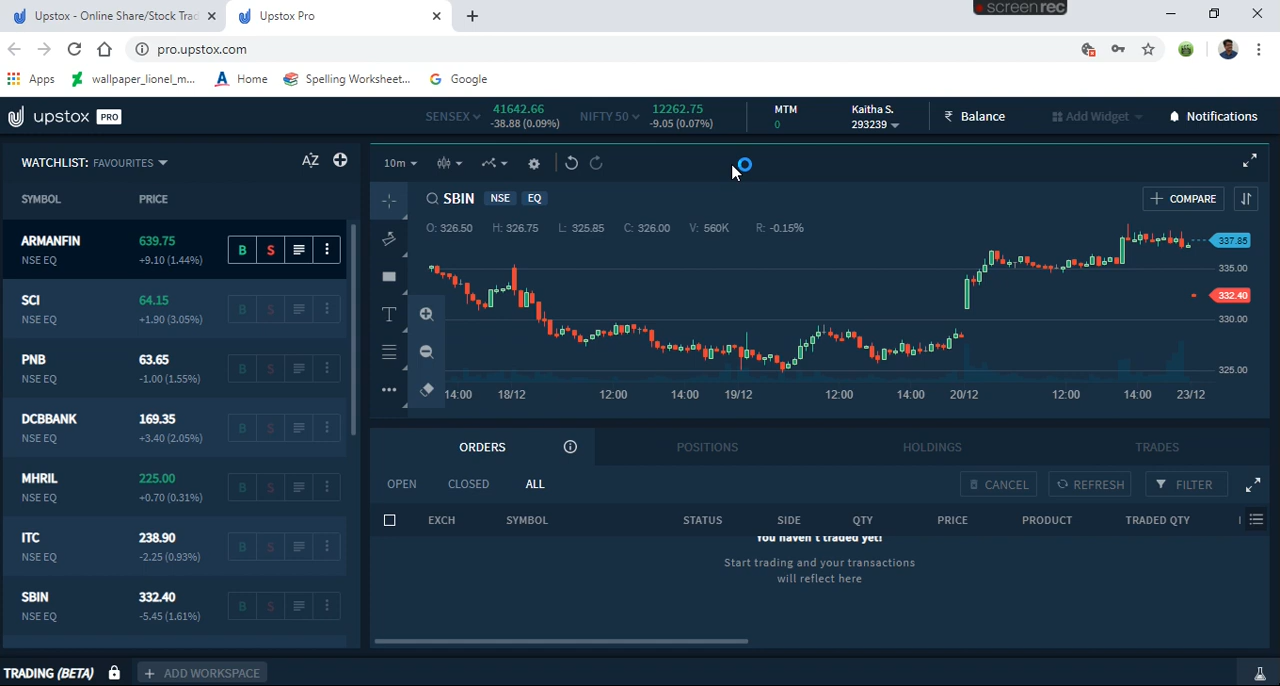 Upstox - Online Share/Stock Trad
Upstox Pro
screenrec
pro.upstox.com
Apps
wallpaper_lionel_m...
Home
Spelling Worksheet...
Google
upstox PRO
SENSEX 41642.66
-38.88 (0.09%)
NIFTY 50 12262.75
-9.05 (0.07%)
MTM
0
Kaitha S.
293239
₹ Balance
Add Widget
Notifications
WATCHLIST: FAVOURITES
AZ
SYMBOL PRICE
ARMANFIN 639.75
NSE EQ +9.10 (1.44%)
B S
SCI 64.15
NSE EQ +1.90 (3.05%)
B S
PNB 63.65
NSE EQ -1.00 (1.55%)
B S
DCBBANK 169.35
NSE EQ +3.40 (2.05%)
B S
MHRIL 225.00
NSE EQ +0.70 (0.31%)
B S
ITC 238.90
NSE EQ -2.25 (0.93%)
B S
SBIN 332.40
NSE EQ -5.45 (1.61%)
B S
10m
SBIN NSE EQ
COMPARE
O: 326.50 H: 326.75 L: 325.85 C: 326.00 V: 560K R: -0.15%
T
337.85
335.00
332.40
330.00
325.00
14:00 18/12 12:00 14:00 19/12 12:00 14:00 20/12 12:00 14:00 23/12
ORDERS POSITIONS HOLDINGS TRADES
OPEN CLOSED ALL
CANCEL REFRESH FILTER
EXCH SYMBOL STATUS SIDE QTY PRICE PRODUCT TRADED QTY
You haven't traded yet!
Start trading and your transactions
will reflect here
TRADING (BETA)
+ ADD WORKSPACE